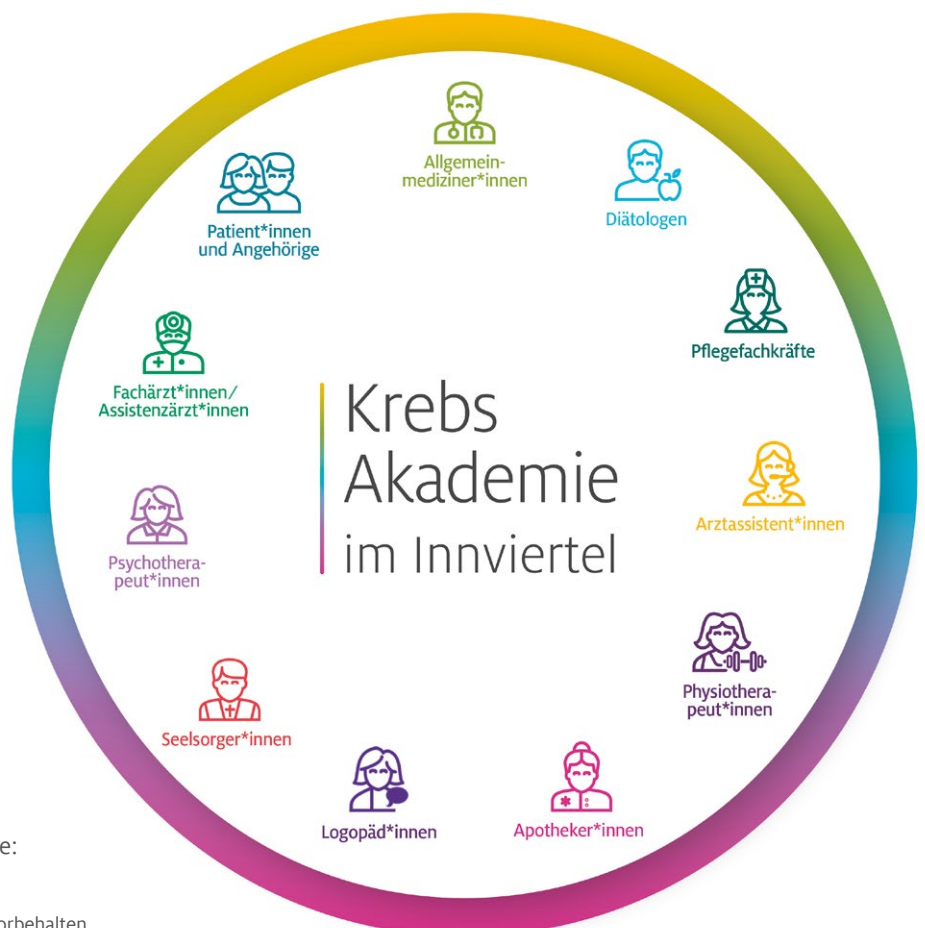 Allgemein-
mediziner*innen
Diätologen
Patient*innen
und Angehörige
Pflegefachkräfte
Fachärzt*innen/
Assistenzärzt*innen
Krebs
Akademie
im Innviertel
Arztassistent*innen
Psychothera-
peut*innen
Physiothera-
peut*innen
Seelsorger*innen
Logopäd*innen
Apotheker*innen
e:
orbehalten